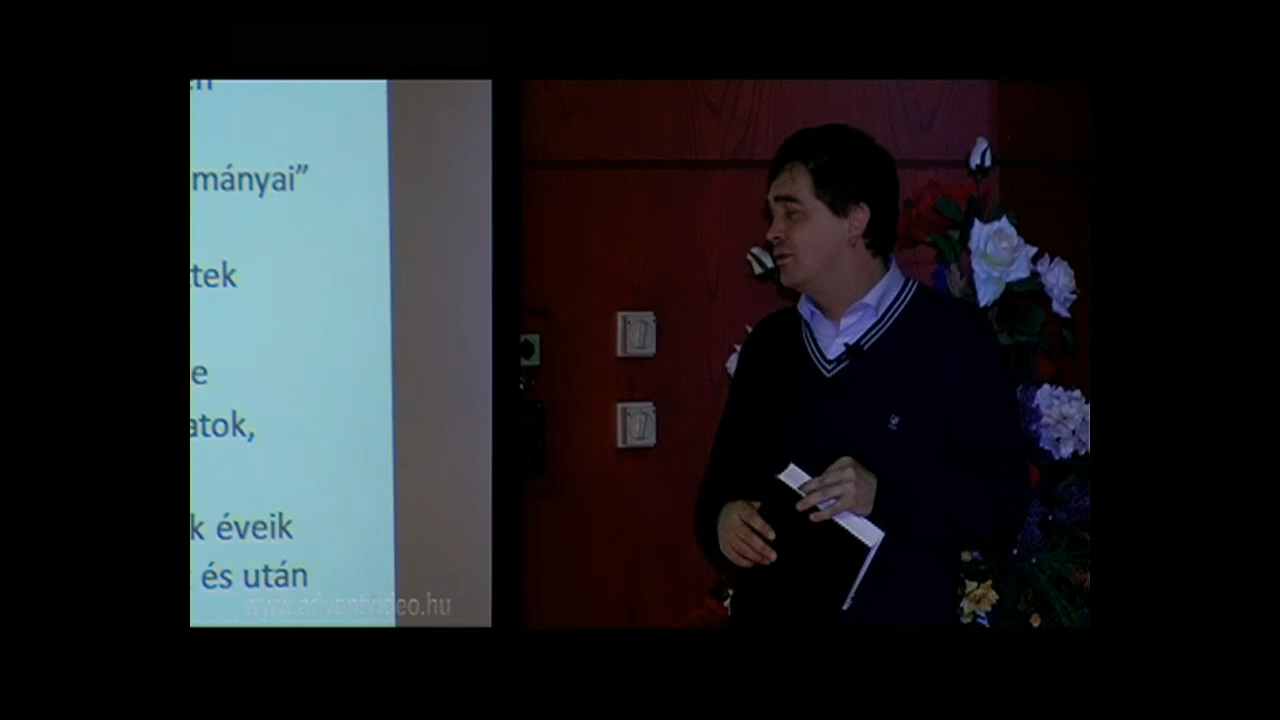 mányai”
tek
e
atok,
k éveik
és után
www.adventvideo.hu